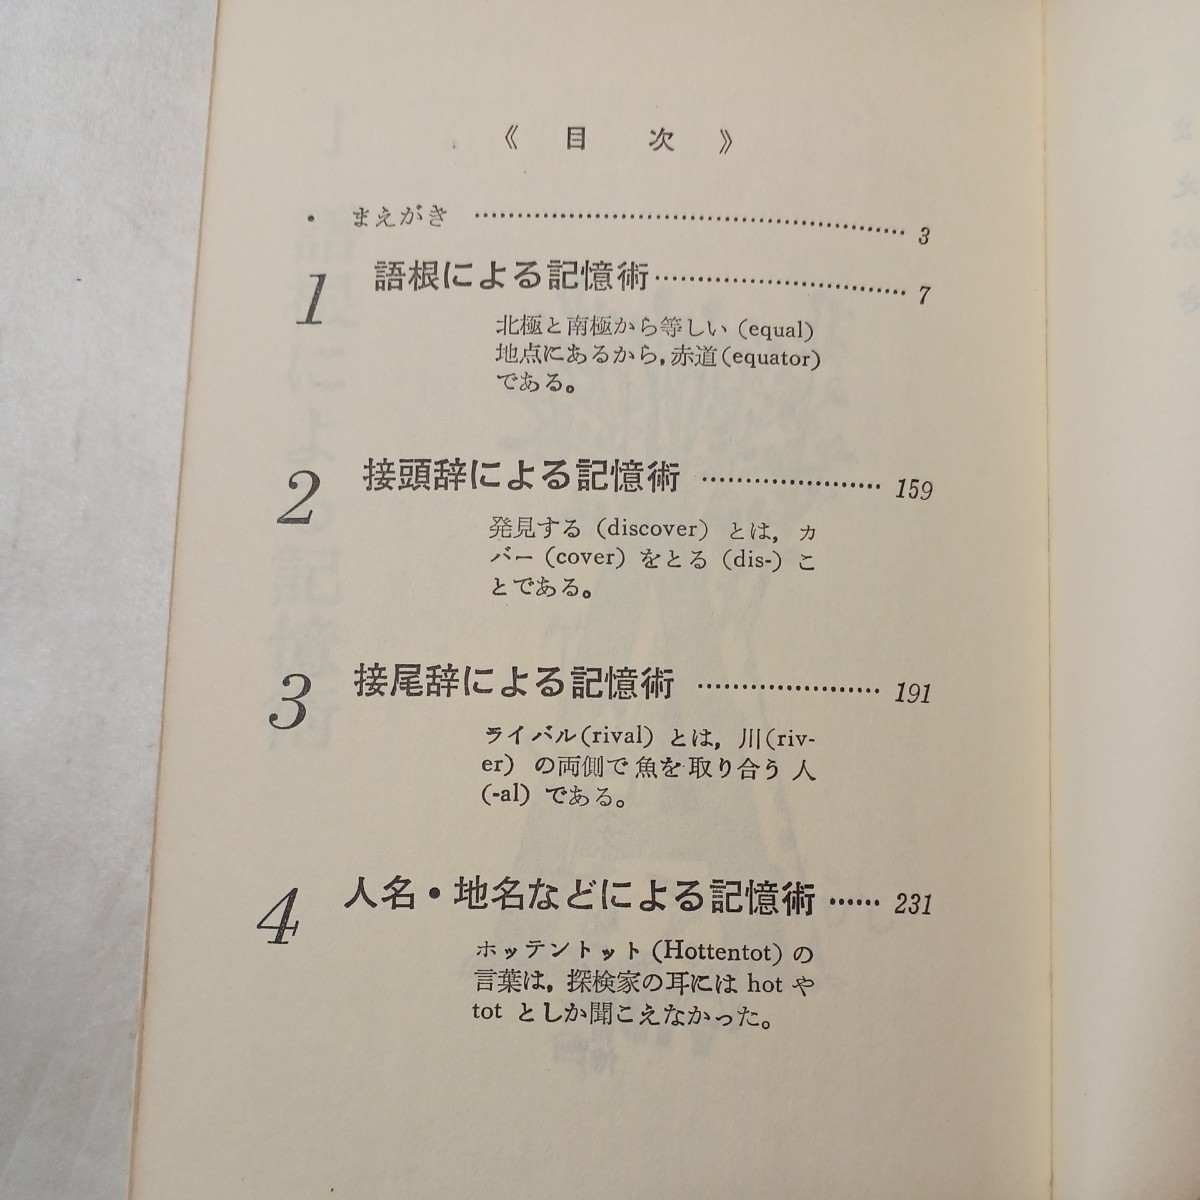 《 目 次 》
・ まえがき 3
1 語根による記憶術 7
北極と南極から等しい (equal)
地点にあるから，赤道(equator)
である。
2 接頭辞による記憶術 159
発見する (discover) とは，カ
バー (cover) をとる (dis-) こ
とである。
3 接尾辞による記憶術 191
ライバル(rival) とは，川(riv-
er) の両側で魚を取り合う人
(-al) である。
4 人名・地名などによる記憶術 231
ホッテントット (Hottentot) の
言葉は，探検家の耳には hot や
tot としか聞こえなかった。